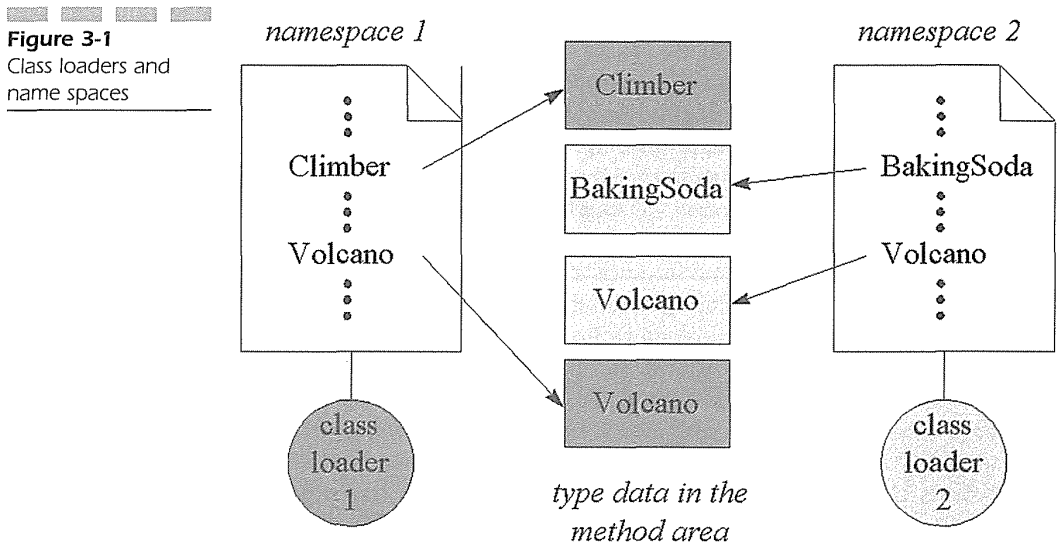 Figure 3-1
Class loaders and
name spaces
namespace 1
Climber
Volcano
class
loader
1
Climber
BakingSoda
Volcano
Volcano
type data in the
method area
namespace 2
BakingSoda
Volcano
class
loader
2